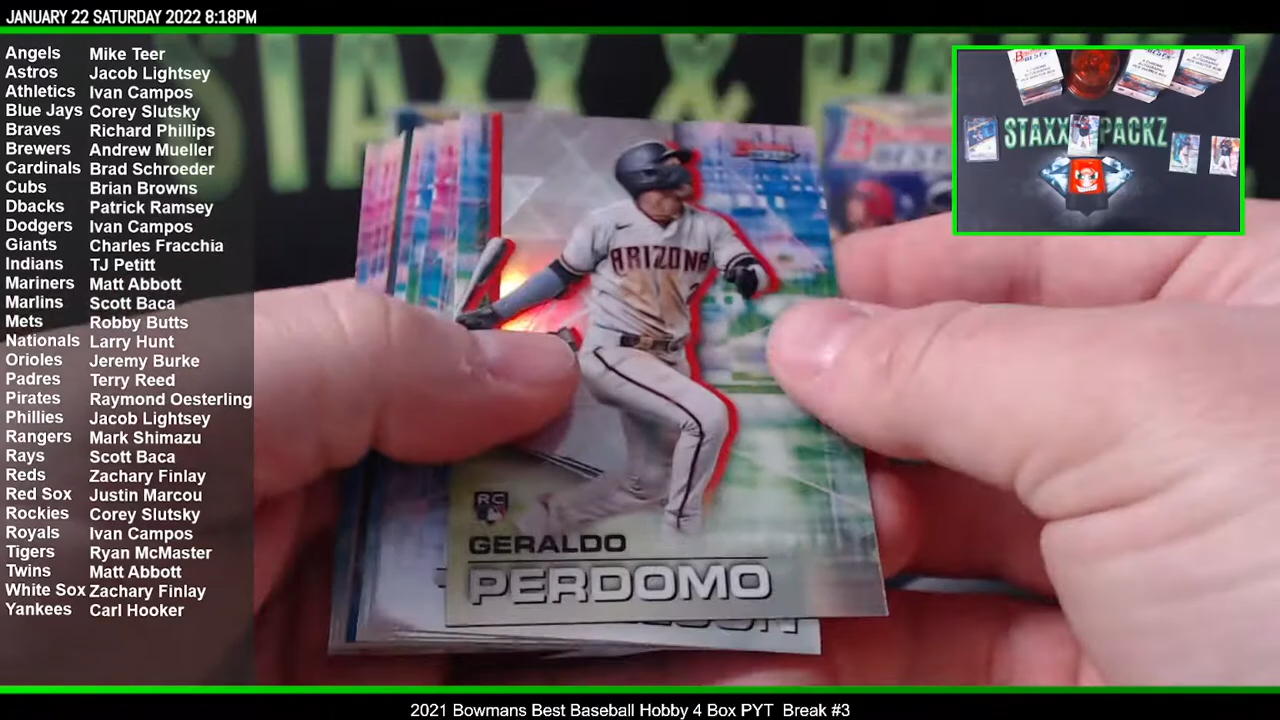 JANUARY 22 SATURDAY 2022 8:18PM
Angels Mike Teer
Astros Jacob Lightsey
Athletics Ivan Campos
Blue Jays Corey Slutsky
Braves Richard Phillips
Brewers Andrew Mueller
Cardinals Brad Schroeder
Cubs Brian Browns
Dbacks Patrick Ramsey
Dodgers Ivan Campos
Giants Charles Fracchia
Indians TJ Petitt
Mariners Matt Abbott
Marlins Scott Baca
Mets Robby Butts
Nationals Larry Hunt
Orioles Jeremy Burke
Padres Terry Reed
Pirates Raymond Oesterling
Phillies Jacob Lightsey
Rangers Mark Shimazu
Rays Scott Baca
Reds Zachary Finlay
Red Sox Justin Marcou
Rockies Corey Slutsky
Royals Ivan Campos
Tigers Ryan McMaster
Twins Matt Abbott
White Sox Zachary Finlay
Yankees Carl Hooker
STAXX PACKZ
ARIZONA
RC
GERALDO
PERDOMO
2021 Bowmans Best Baseball Hobby 4 Box PYT Break #3